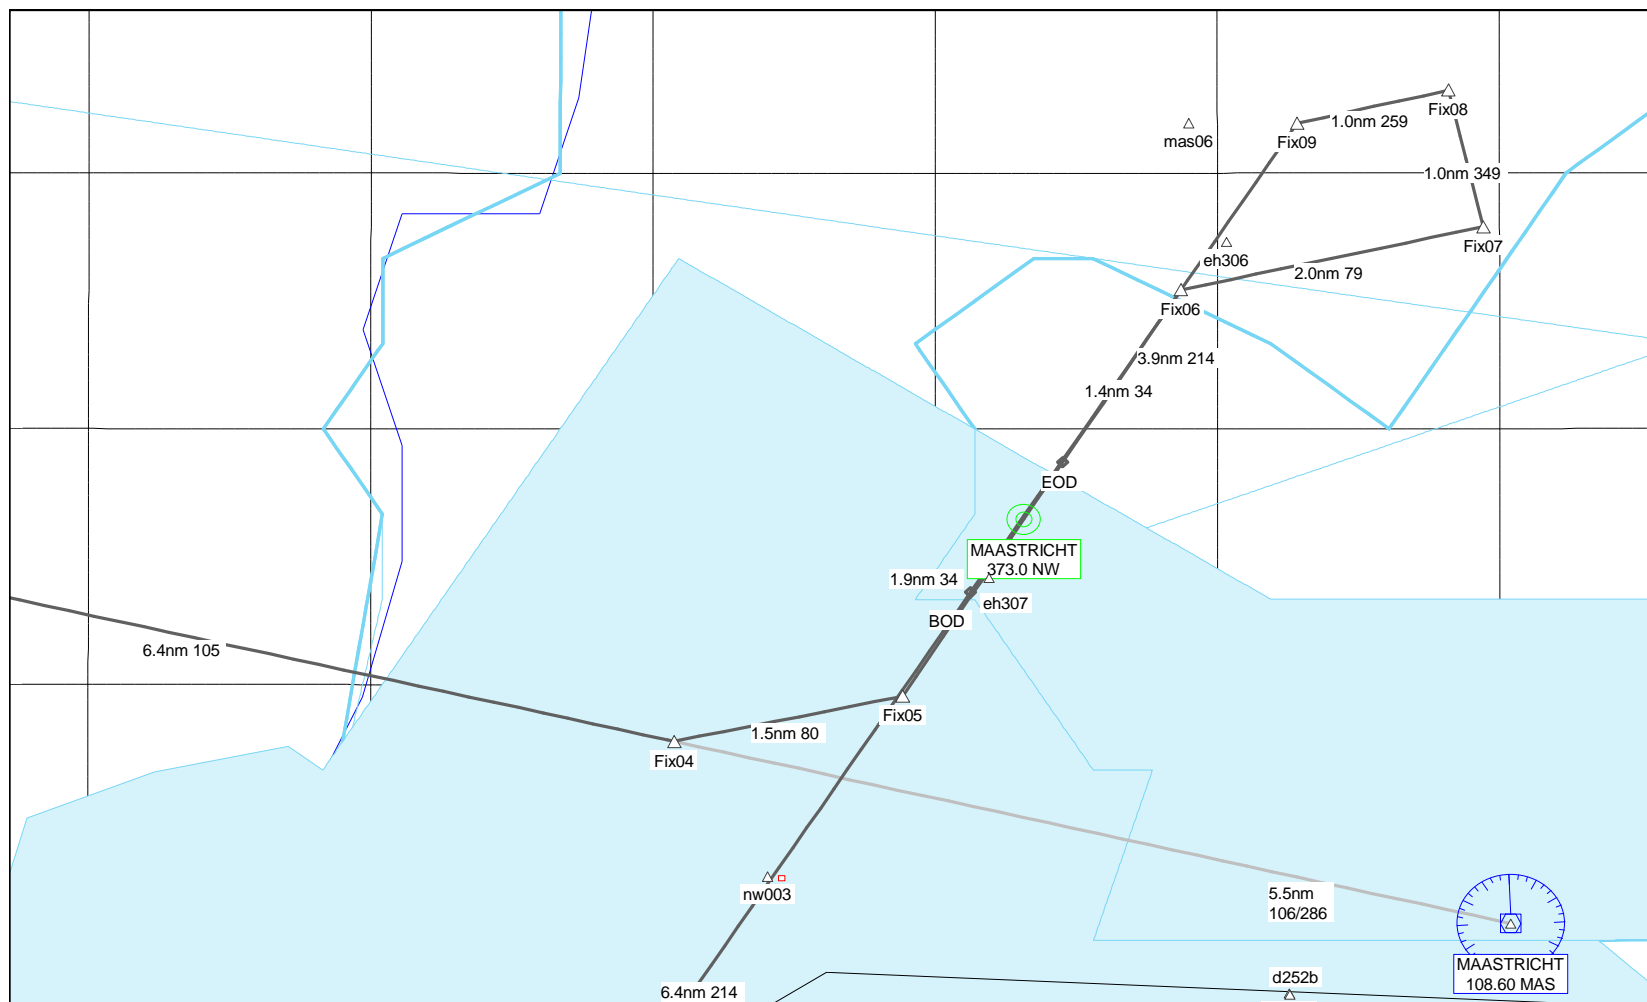 Fix08
1.0nm 259
mas06
Fix09
1.0nm 349
Fix07
eh306
2.0nm 79
Fix06
3.9nm 214
1.4nm 34
EOD
MAASTRICHT
373.0 NW
1.9nm 34
eh307
BOD
6.4nm 105
Fix05
1.5nm 80
Fix04
nw003
5.5nm
106/286
MAASTRICHT
108.60 MAS
d252b
6.4nm 214